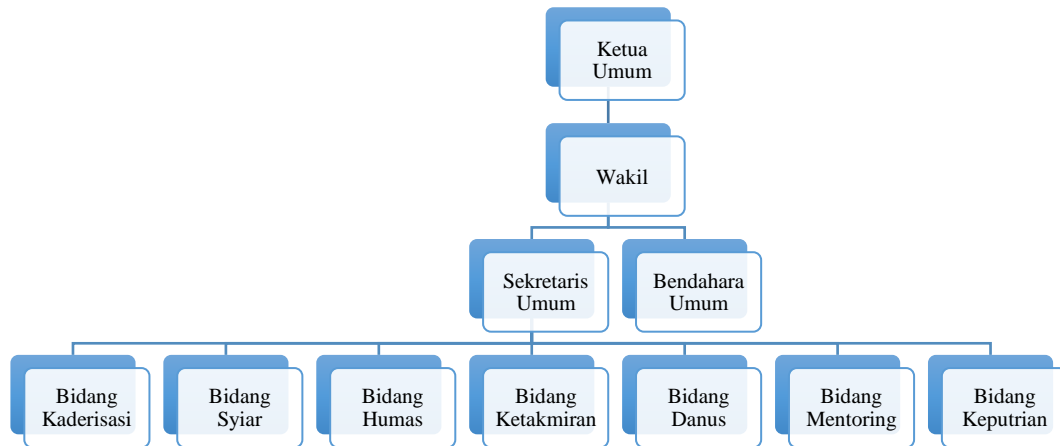 Ketua
Umum
Wakil
Sekretaris
Umum
Bendahara
Umum
Bidang
Kaderisasi
Bidang
Syiar
Bidang
Humas
Bidang
Ketakmiran
Bidang
Danus
Bidang
Mentoring
Bidang
Keputrian